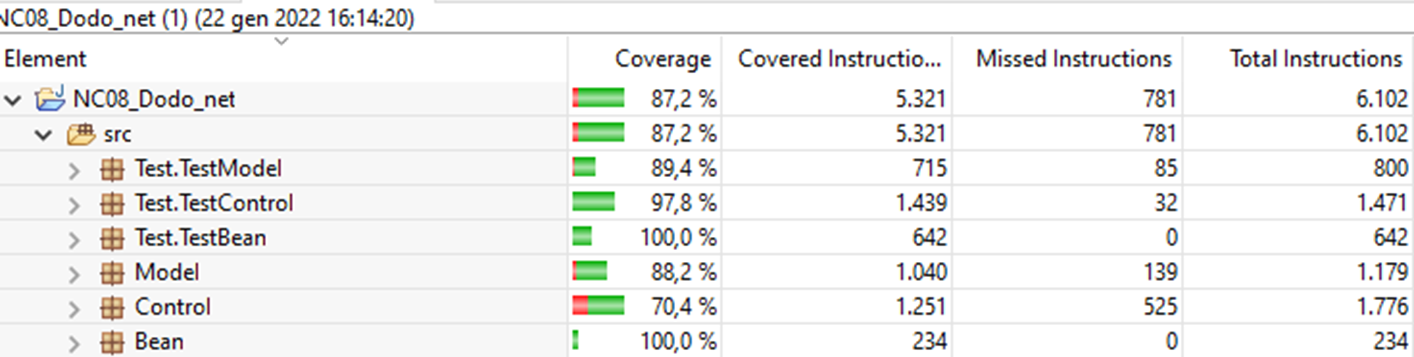 NC08_Dodo_net (1) (22 gen 2022 16:14:20)
Element Coverage Covered Instructio... Missed Instructions Total Instructions
NC08_Dodo_net 87,2 % 5.321 781 6.102
src 87,2 % 5.321 781 6.102
Test.TestModel 89,4 % 715 85 800
Test.TestControl 97,8 % 1.439 32 1.471
Test.TestBean 100,0 % 642 0 642
Model 88,2 % 1.040 139 1.179
Control 70,4 % 1.251 525 1.776
Bean 100,0 % 234 0 234